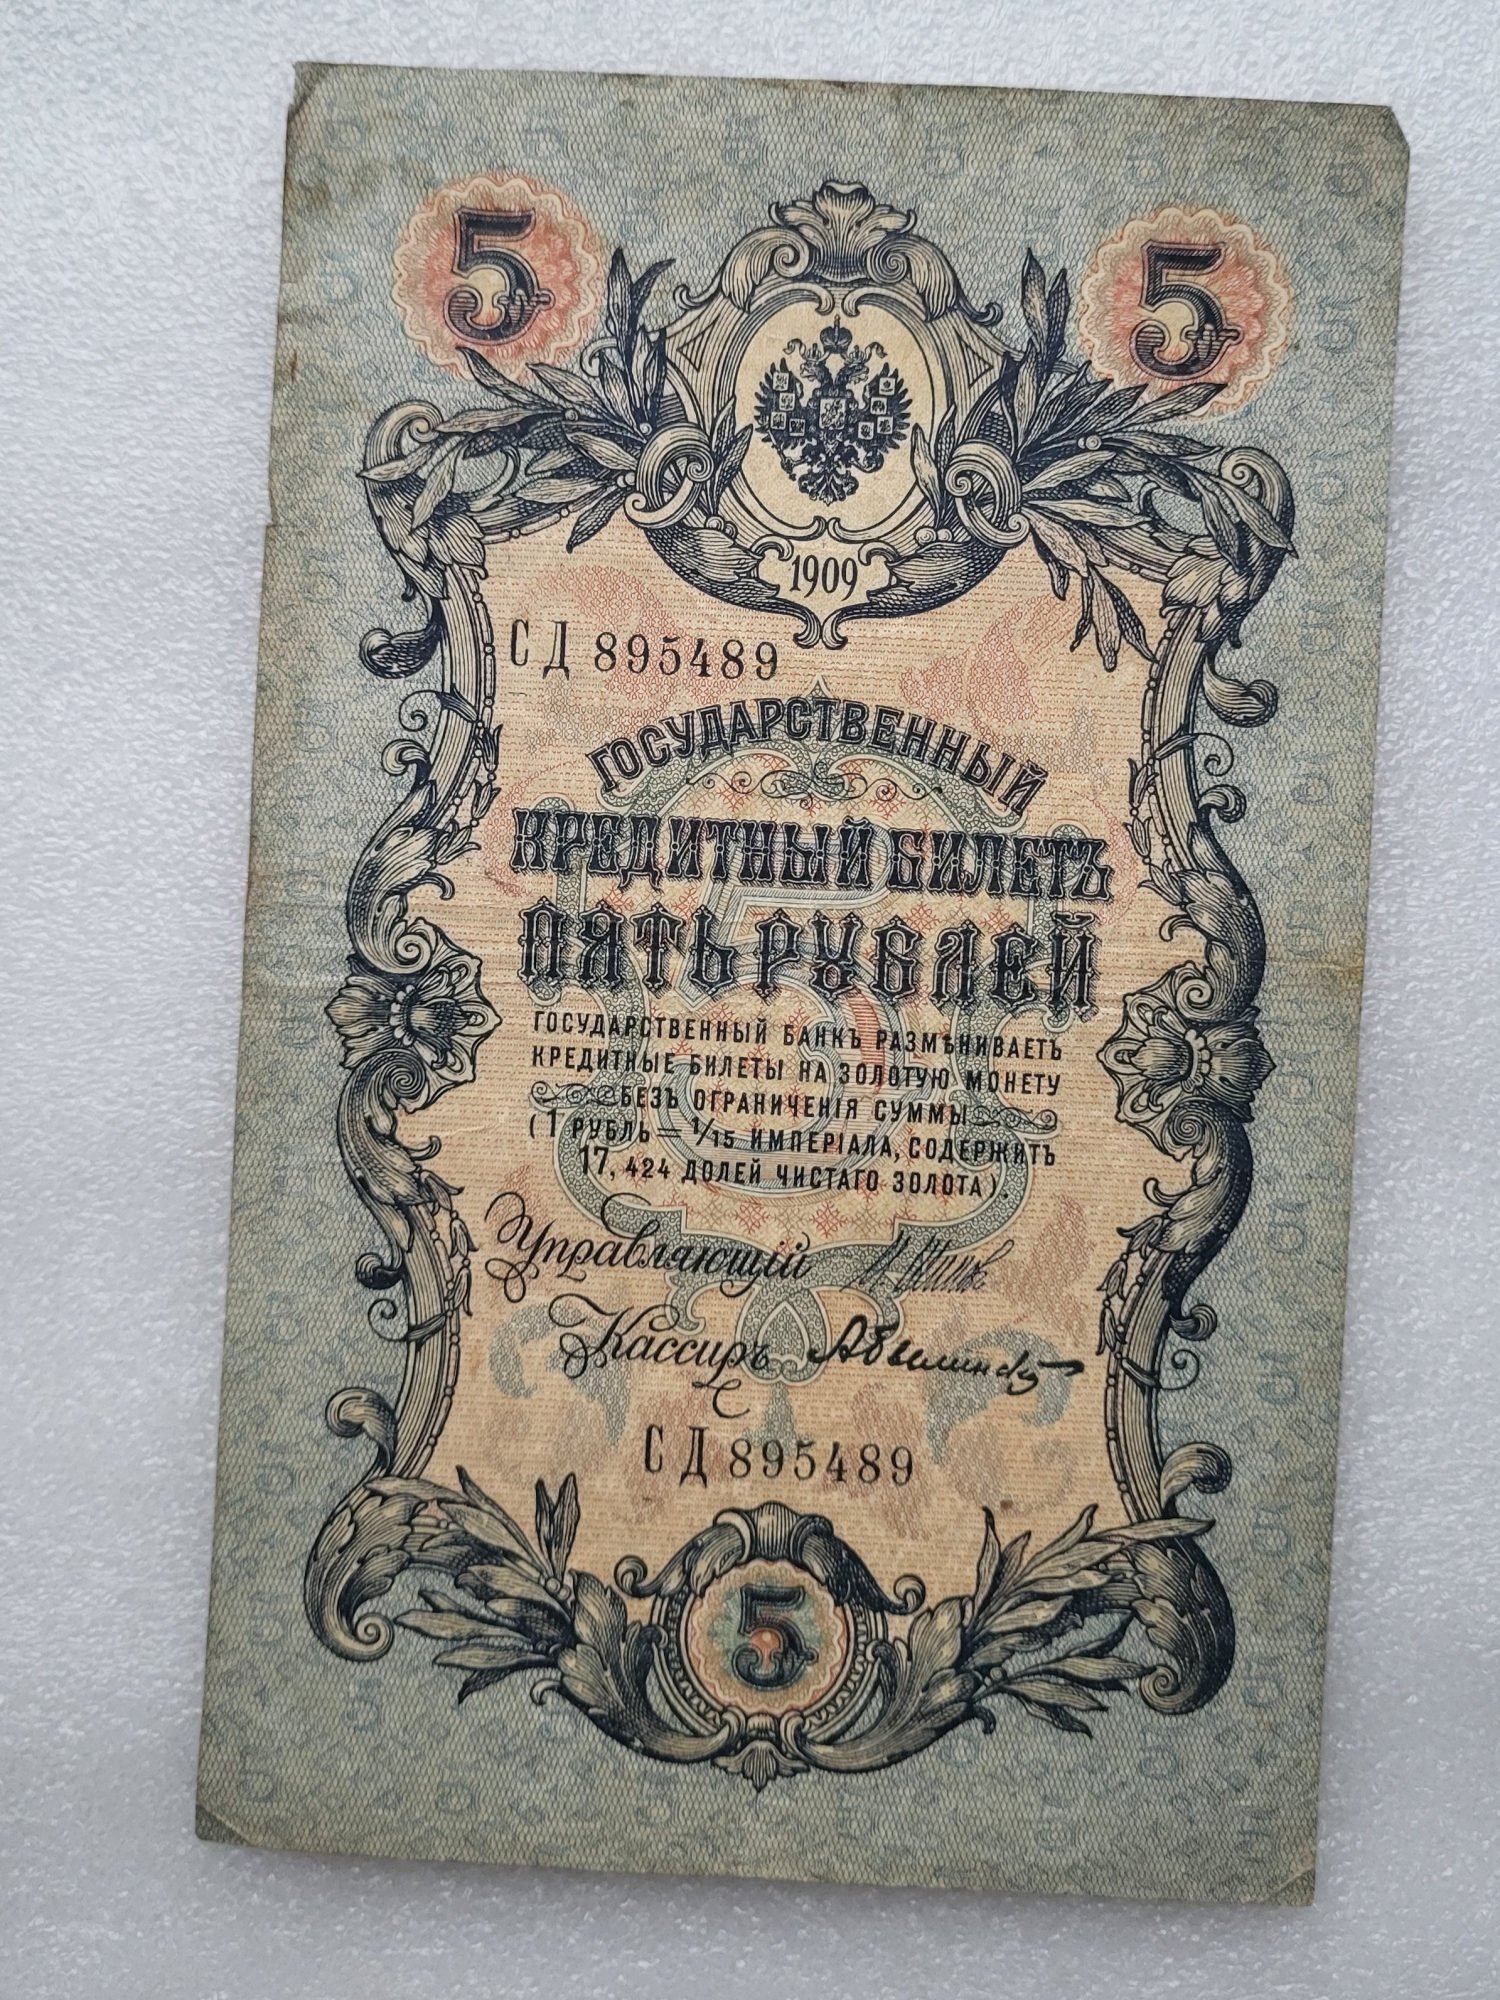 5 5
1909
СД 895489
ГОСУДАРСТВЕННЫЙ
КРЕДИТНЫЙ БИЛЕТЪ
ПЯТЬ РУБЛЕЙ
ГОСУДАРСТВЕННЫЙ БАНКЪ РАЗМѢНИВАЕТЪ
КРЕДИТНЫЕ БИЛЕТЫ НА ЗОЛОТУЮ МОНЕТУ
БЕЗЪ ОГРАНИЧЕНІЯ СУММЫ
(1 РУБЛЬ = 1/15 ИМПЕРІАЛА, СОДЕРЖИТЪ
17, 424 ДОЛЕЙ ЧИСТАГО ЗОЛОТА).
Управляющій
Кассиръ
СД 895489
5